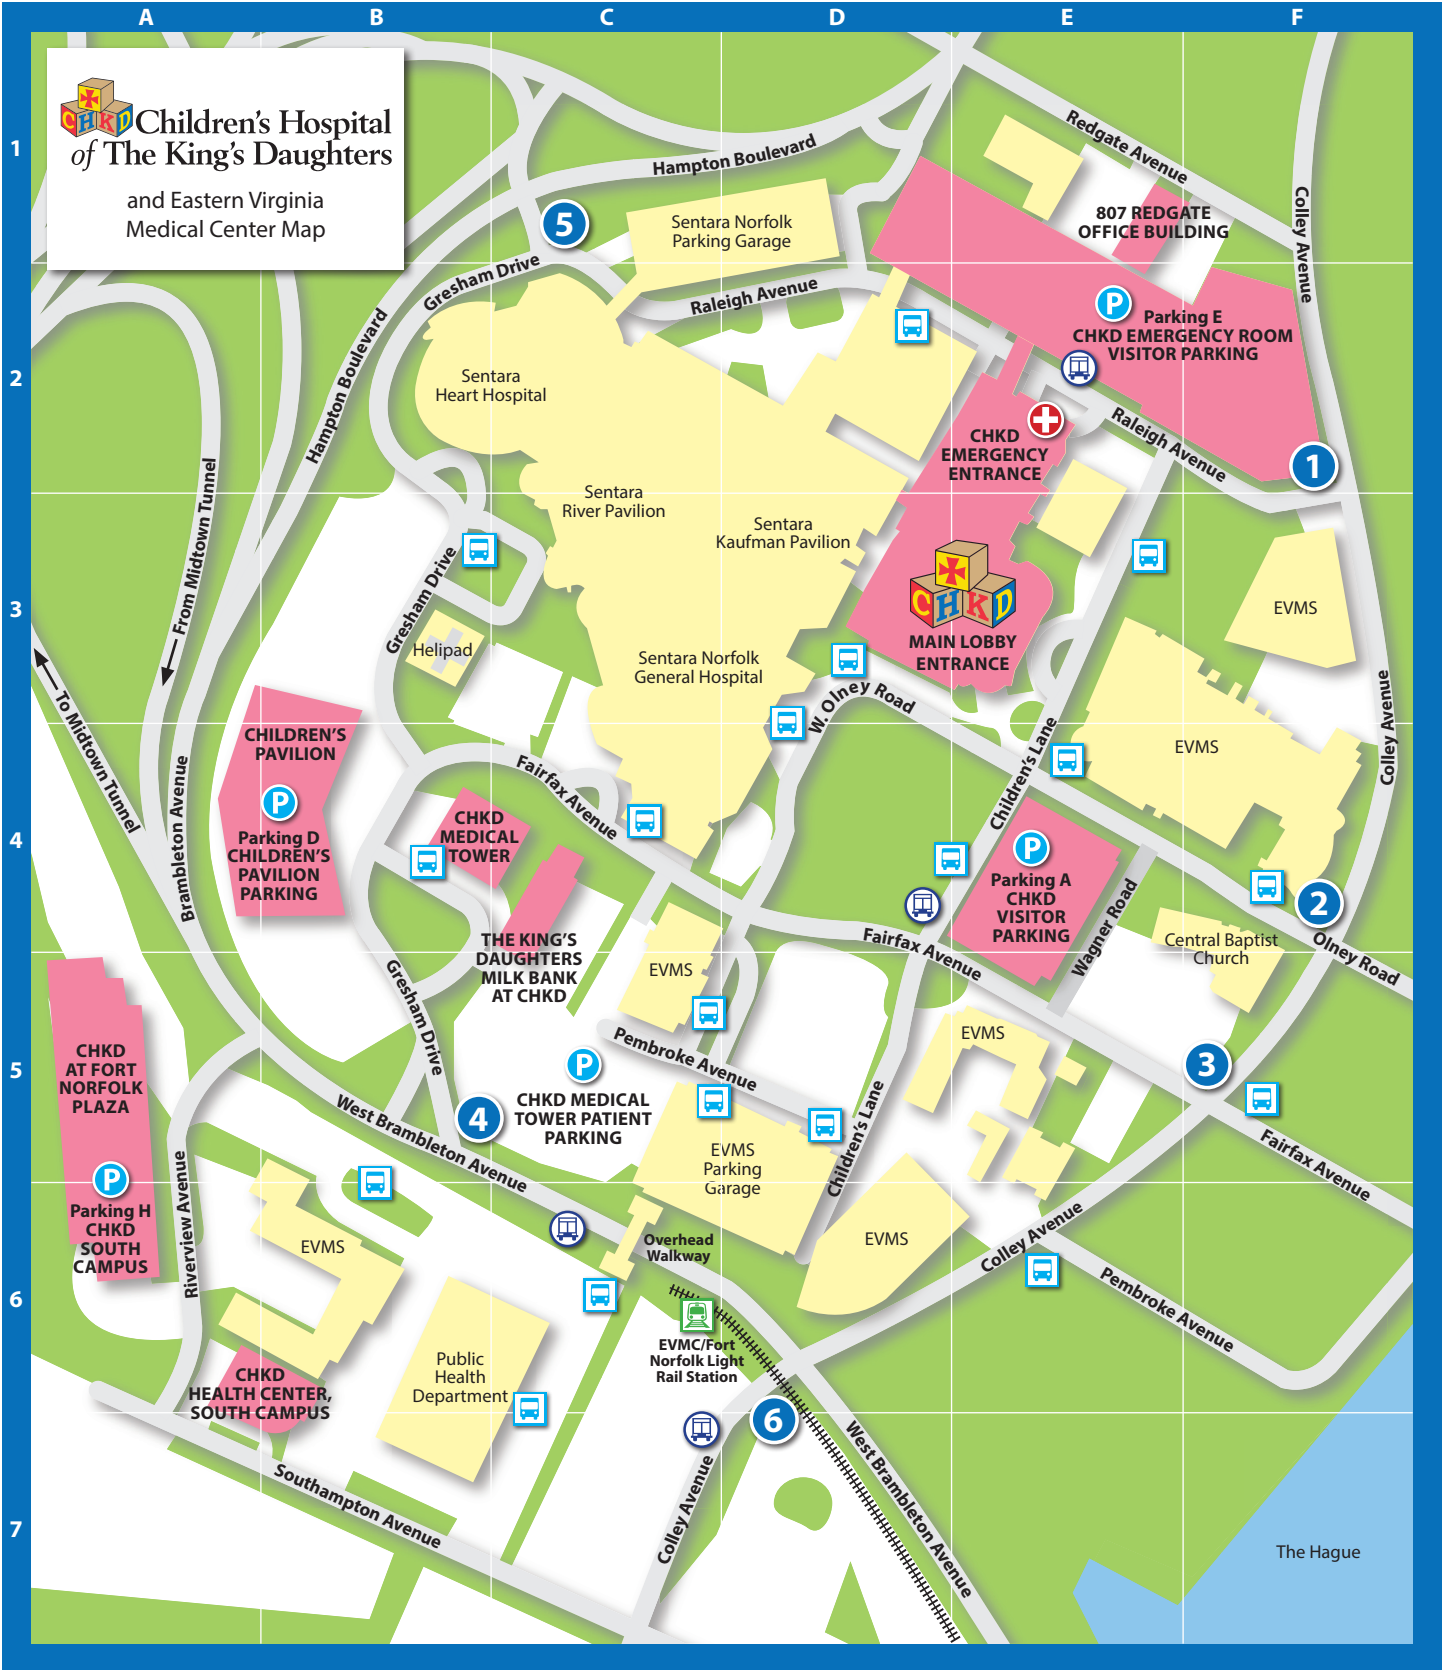 A B C D E F
1
2
3
4
5
6
7
CHKD
Children's Hospital
of The King's Daughters
and Eastern Virginia
Medical Center Map
Hampton Boulevard
Redgate Avenue
Colley Avenue
807 REDGATE
OFFICE BUILDING
5
Sentara Norfolk
Parking Garage
Gresham Drive
Raleigh Avenue
P
Parking E
CHKD EMERGENCY ROOM
VISITOR PARKING
Hampton Boulevard
Sentara
Heart Hospital
CHKD
EMERGENCY
ENTRANCE
Raleigh Avenue
1
From Midtown Tunnel
Sentara
River Pavilion
Sentara
Kaufman Pavilion
Gresham Drive
CHKD
MAIN LOBBY
ENTRANCE
EVMS
Helipad
Sentara Norfolk
General Hospital
W. Olney Road
To Midtown Tunnel
CHILDREN'S
PAVILION
P
Parking D
CHILDREN'S
PAVILION
PARKING
Brambleton Avenue
Fairfax Avenue
Children's Lane
EVMS
Colley Avenue
CHKD
MEDICAL
TOWER
P
Parking A
CHKD
VISITOR
PARKING
Wagner Road
2
Olney Road
Central Baptist
Church
Fairfax Avenue
THE KING'S
DAUGHTERS
MILK BANK
AT CHKD
EVMS
Gresham Drive
CHKD
AT FORT
NORFOLK
PLAZA
P
Parking H
CHKD
SOUTH
CAMPUS
Pembroke Avenue
EVMS
3
P
CHKD MEDICAL
TOWER PATIENT
PARKING
4
West Brambleton Avenue
EVMS
Parking
Garage
Children's Lane
Fairfax Avenue
Riverview Avenue
EVMS
Overhead
Walkway
EVMS
Colley Avenue
Pembroke Avenue
EVMC/Fort
Norfolk Light
Rail Station
Public
Health
Department
CHKD
HEALTH CENTER,
SOUTH CAMPUS
6
West Brambleton Avenue
Southampton Avenue
Colley Avenue
The Hague